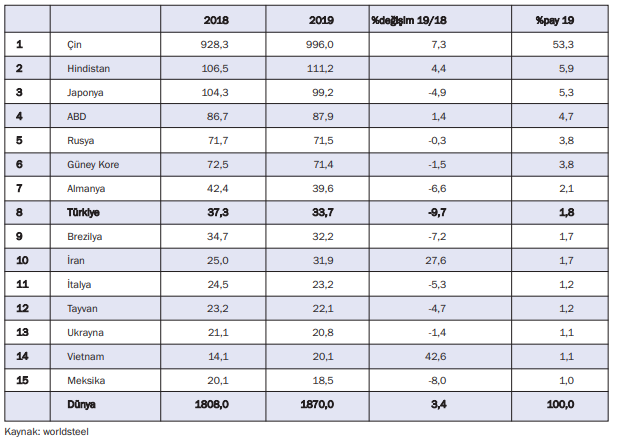 2018 2019 %değişim 19/18 %pay 19
1 Çin 928,3 996,0 7,3 53,3
2 Hindistan 106,5 111,2 4,4 5,9
3 Japonya 104,3 99,2 -4,9 5,3
4 ABD 86,7 87,9 1,4 4,7
5 Rusya 71,7 71,5 -0,3 3,8
6 Güney Kore 72,5 71,4 -1,5 3,8
7 Almanya 42,4 39,6 -6,6 2,1
8 Türkiye 37,3 33,7 -9,7 1,8
9 Brezilya 34,7 32,2 -7,2 1,7
10 İran 25,0 31,9 27,6 1,7
11 İtalya 24,5 23,2 -5,3 1,2
12 Tayvan 23,2 22,1 -4,7 1,2
13 Ukrayna 21,1 20,8 -1,4 1,1
14 Vietnam 14,1 20,1 42,6 1,1
15 Meksika 20,1 18,5 -8,0 1,0
Dünya 1808,0 1870,0 3,4 100,0
Kaynak: worldsteel